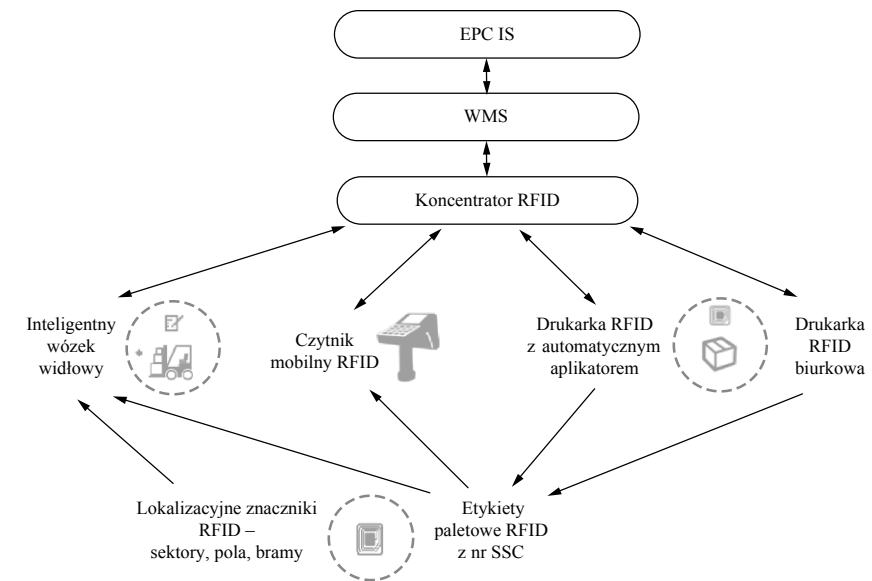 EPC IS
WMS
Koncentrator RFID
Inteligentny
wózek
widłowy
Czytnik
mobilny RFID
Drukarka RFID
z automatycznym
aplikatorem
Drukarka
RFID
biurkowa
Lokalizacyjne znaczniki
RFID –
sektory, pola, bramy
Etykiety
paletowe RFID
z nr SSC